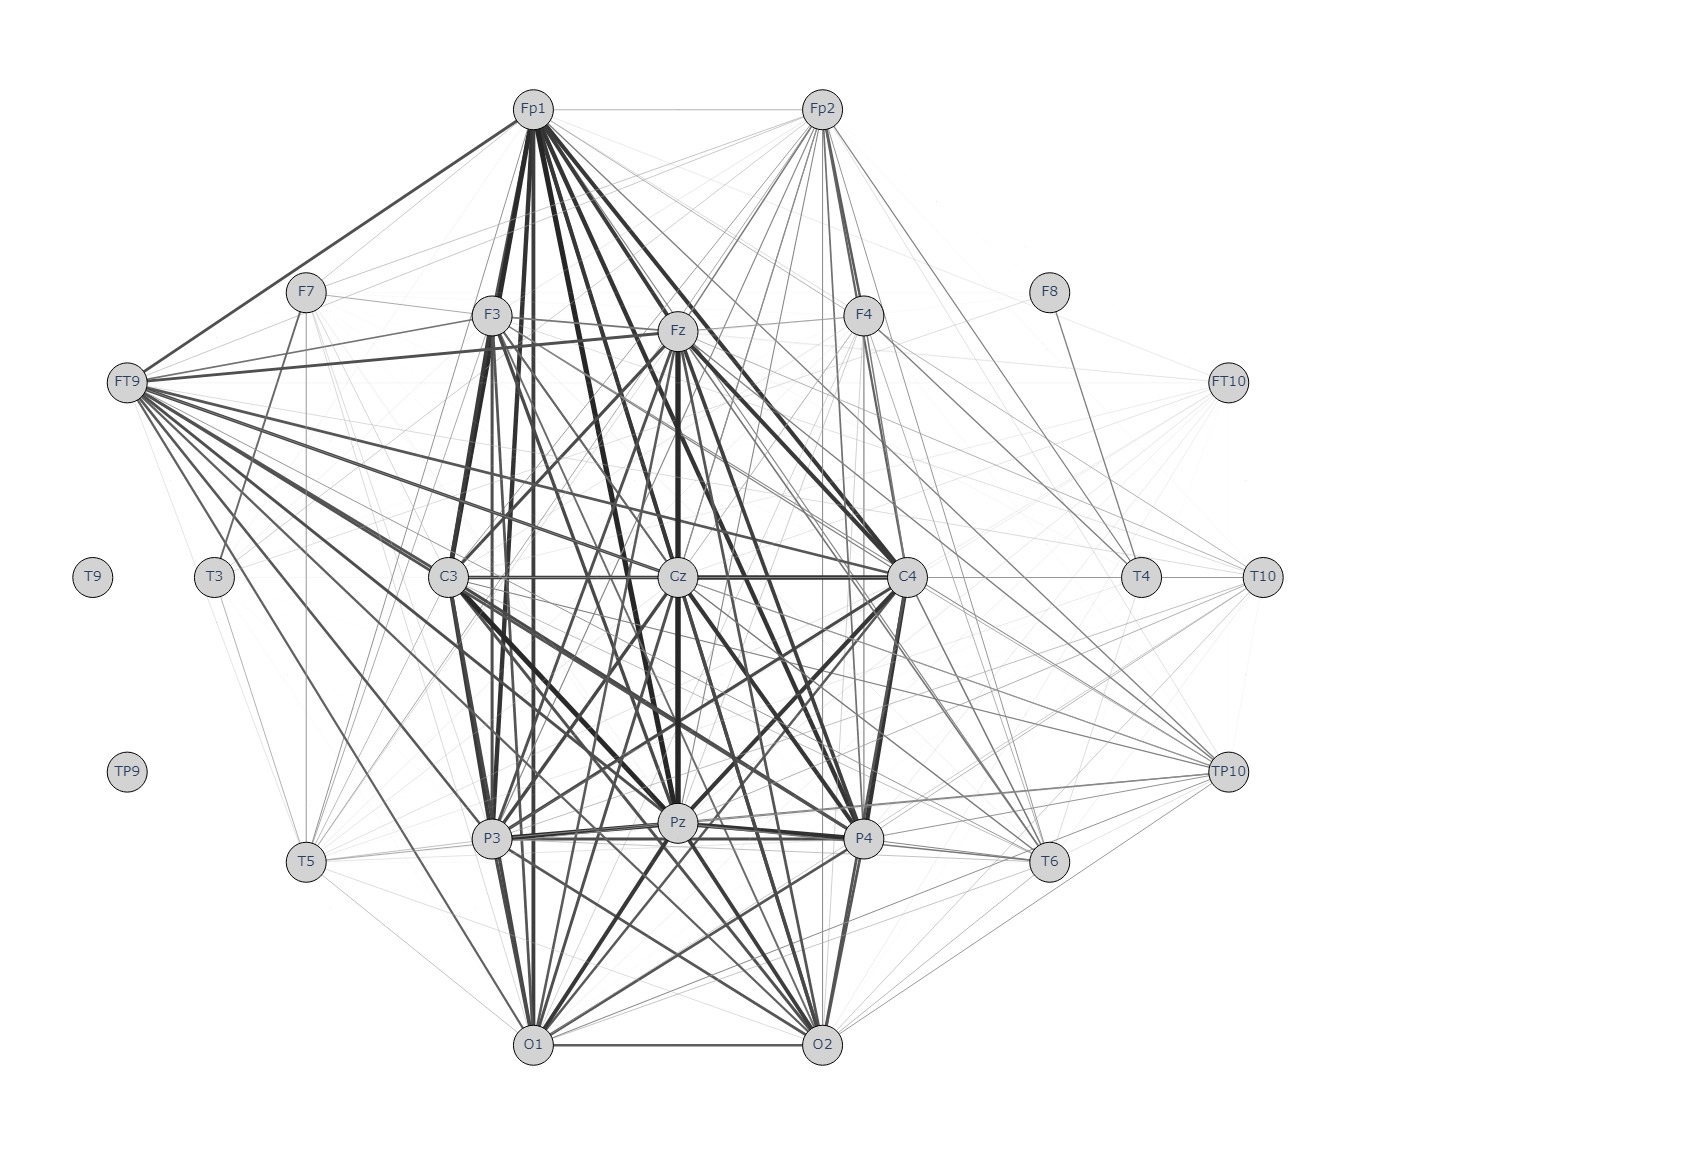 Fp1 Fp2
F7 F3 Fz F4 F8
FT9 FT10
T9 T3 C3 Cz C4 T4 T10
TP9 TP10
T5 P3 Pz P4 T6
O1 O2